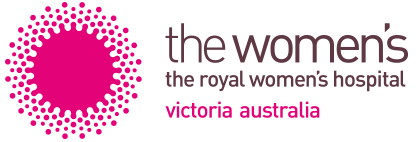 the women's
the royal women's hospital
victoria australia